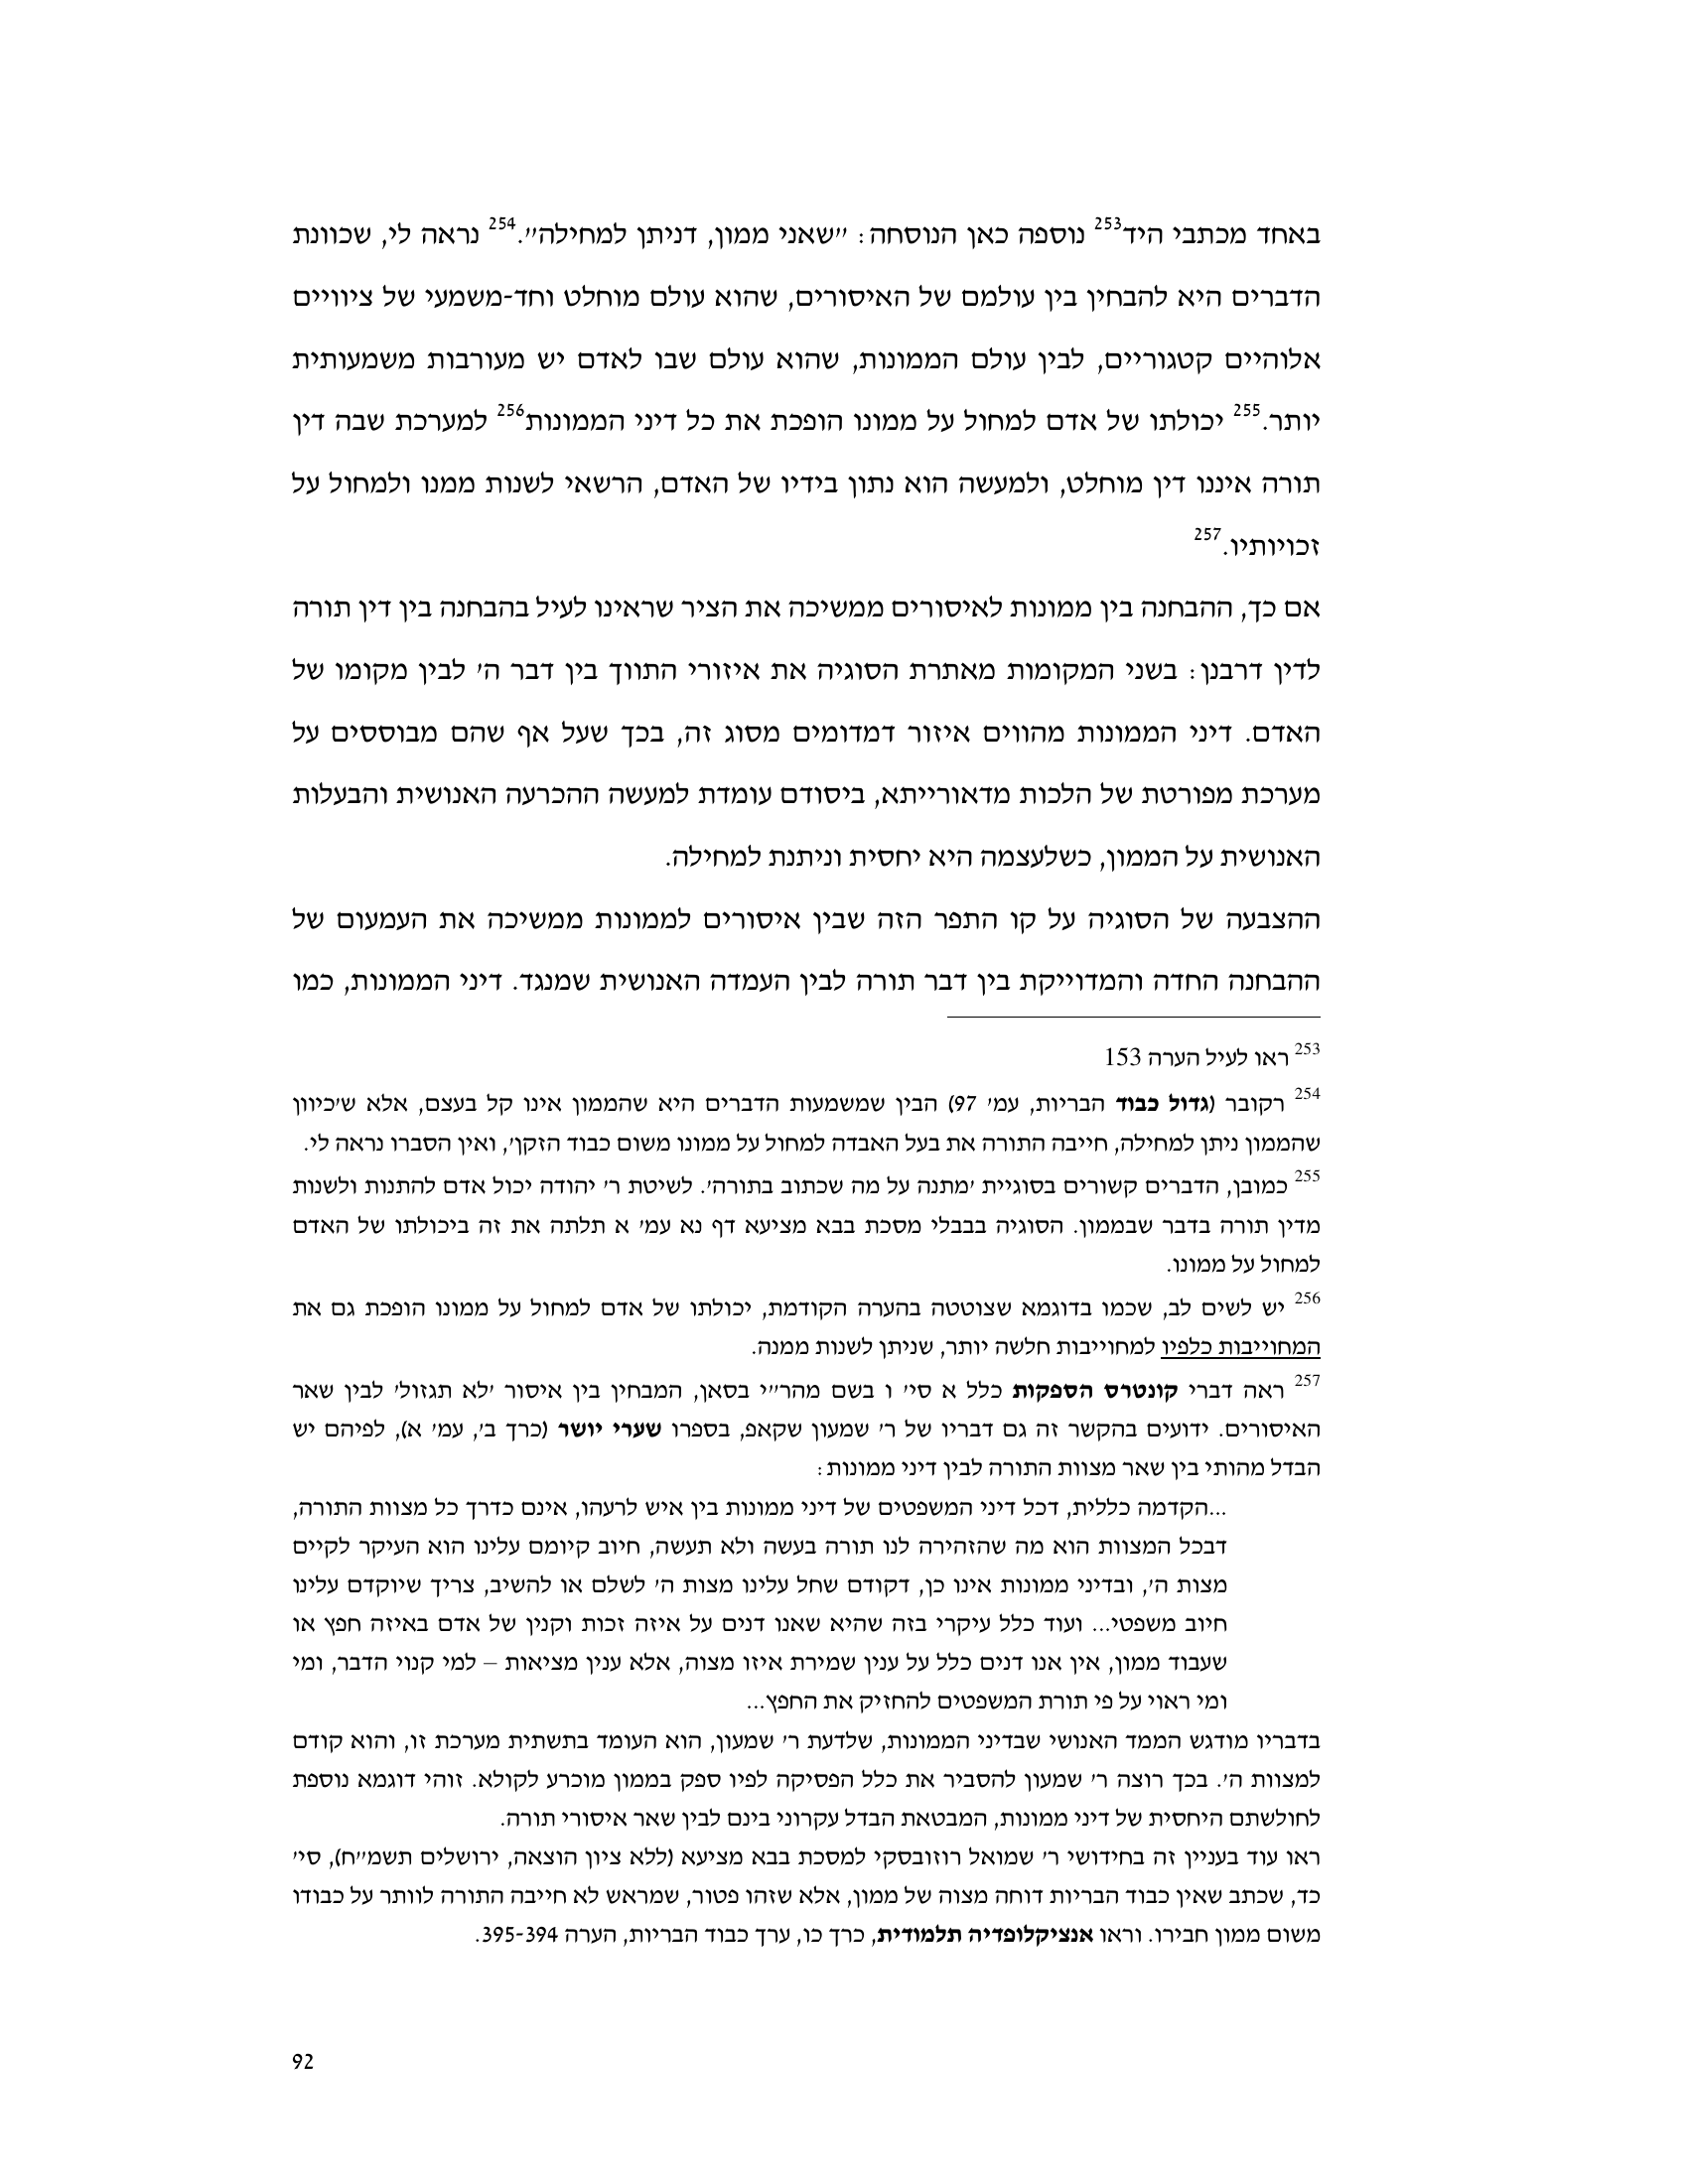 באחד מכתבי היד253 נוספה כאן הנוסחה: ״שאני ממון, דניתן למחילה״.254 נראה לי, שכוונת
הדברים היא להבחין בין עולמם של האיסורים, שהוא עולם מוחלט וחד-משמעי של ציוויים
אלוהיים קטגוריים, לבין עולם הממונות, שהוא עולם שבו לאדם יש מעורבות משמעותית
יותר.255 יכולתו של אדם למחול על ממונו הופכת את כל דיני הממונות256 למערכת שבה דין
תורה איננו דין מוחלט, ולמעשה הוא נתון בידיו של האדם, הרשאי לשנות ממנו ולמחול על
זכויותיו.257
אם כך, ההבחנה בין ממונות לאיסורים ממשיכה את הציר שראינו לעיל בהבחנה בין דין תורה
לדין דרבנן: בשני המקומות מאתרת הסוגיה את איזורי התווך בין דבר ה׳ לבין מקומו של
האדם. דיני הממונות מהווים איזור דמדומים מסוג זה, בכך שעל אף שהם מבוססים על
מערכת מפורטת של הלכות מדאורייתא, ביסודם עומדת למעשה ההכרעה האנושית והבעלות
האנושית על הממון, כשלעצמה היא יחסית וניתנת למחילה.
ההצבעה של הסוגיה על קו התפר הזה שבין איסורים לממונות ממשיכה את העמעום של
ההבחנה החדה והמדוייקת בין דבר תורה לבין העמדה האנושית שמנגד. דיני הממונות, כמו
253 ראו לעיל הערה 153
254 רקובר (גדול כבוד הבריות, עמ׳ 97) הבין שמשמעות הדברים היא שהממון אינו קל בעצם, אלא ש׳כיוון
שהממון ניתן למחילה, חייבה התורה את בעל האבדה למחול על ממונו משום כבוד הזקן׳, ואין הסברו נראה לי.
255 כמובן, הדברים קשורים בסוגיית ׳מתנה על מה שכתוב בתורה׳. לשיטת ר׳ יהודה יכול אדם להתנות ולשנות
מדין תורה בדבר שבממון. הסוגיה בבבלי מסכת בבא מציעא דף נא עמ׳ א תלתה את זה ביכולתו של האדם
למחול על ממונו.
256 יש לשים לב, שכמו בדוגמא שצוטטה בהערה הקודמת, יכולתו של אדם למחול על ממונו הופכת גם את
המחוייבות כלפיו למחוייבות חלשה יותר, שניתן לשנות ממנה.
257 ראה דברי קונטרס הספקות כלל א סי׳ ו בשם מהר״י בסאן, המבחין בין איסור ׳לא תגזול׳ לבין שאר
האיסורים. ידועים בהקשר זה גם דבריו של ר׳ שמעון שקאפ, בספרו שערי יושר (כרך ב׳, עמ׳ א), לפיהם יש
הבדל מהותי בין שאר מצוות התורה לבין דיני ממונות:
...הקדמה כללית, דכל דיני המשפטים של דיני ממונות בין איש לרעהו, אינם כדרך כל מצוות התורה,
דבכל המצוות הוא מה שהזהירה לנו תורה בעשה ולא תעשה, חיוב קיומם עלינו הוא העיקר לקיים
מצות ה׳, ובדיני ממונות אינו כן, דקודם שחל עלינו מצות ה׳ לשלם או להשיב, צריך שיוקדם עלינו
חיוב משפטי... ועוד כלל עיקרי בזה שהיא שאנו דנים על איזה זכות וקנין של אדם באיזה חפץ או
שעבוד ממון, אין אנו דנים כלל על ענין שמירת איזו מצוה, אלא ענין מציאות – למי קנוי הדבר, ומי
ומי ראוי על פי תורת המשפטים להחזיק את החפץ...
בדבריו מודגש הממד האנושי שבדיני הממונות, שלדעת ר׳ שמעון, הוא העומד בתשתית מערכת זו, והוא קודם
למצוות ה׳. בכך רוצה ר׳ שמעון להסביר את כלל הפסיקה לפיו ספק בממון מוכרע לקולא. זוהי דוגמא נוספת
לחולשתם היחסית של דיני ממונות, המבטאת הבדל עקרוני בינם לבין שאר איסורי תורה.
ראו עוד בעניין זה בחידושי ר׳ שמואל רוזובסקי למסכת בבא מציעא (ללא ציון הוצאה, ירושלים תשמ״ח), סי׳
כד, שכתב שאין כבוד הבריות דוחה מצוה של ממון, אלא שזהו פטור, שמראש לא חייבה התורה לוותר על כבודו
משום ממון חבירו. וראו אנציקלופדיה תלמודית, כרך כו, ערך כבוד הבריות, הערה 395-394.
92